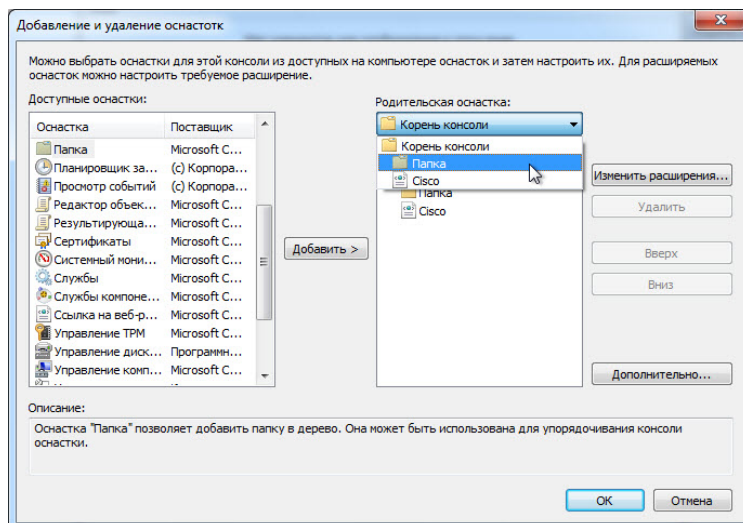 Добавление и удаление оснастотк
Можно выбрать оснастки для этой консоли из доступных на компьютере оснасток и затем настроить их. Для расширяемых
оснасток можно настроить требуемое расширение.
Доступные оснастки:
Оснастка Поставщик
Папка Microsoft C...
Планировщик за... (c) Корпора...
Просмотр событий (c) Корпора...
Редактор объек... Microsoft C...
Результирующа... Microsoft C...
Сертификаты Microsoft C...
Системный мони... Microsoft C...
Службы Microsoft C...
Службы компоне... Microsoft C...
Ссылка на веб-р... Microsoft C...
Управление TPM Microsoft C...
Управление диск... Программн...
Управление комп... Microsoft C...
Добавить >
Родительская оснастка:
Корень консоли
Корень консоли
Папка
Cisco
Папка
Cisco
Изменить расширения...
Удалить
Вверх
Вниз
Дополнительно...
Описание:
Оснастка "Папка" позволяет добавить папку в дерево. Она может быть использована для упорядочивания консоли
оснастки.
OK Отмена